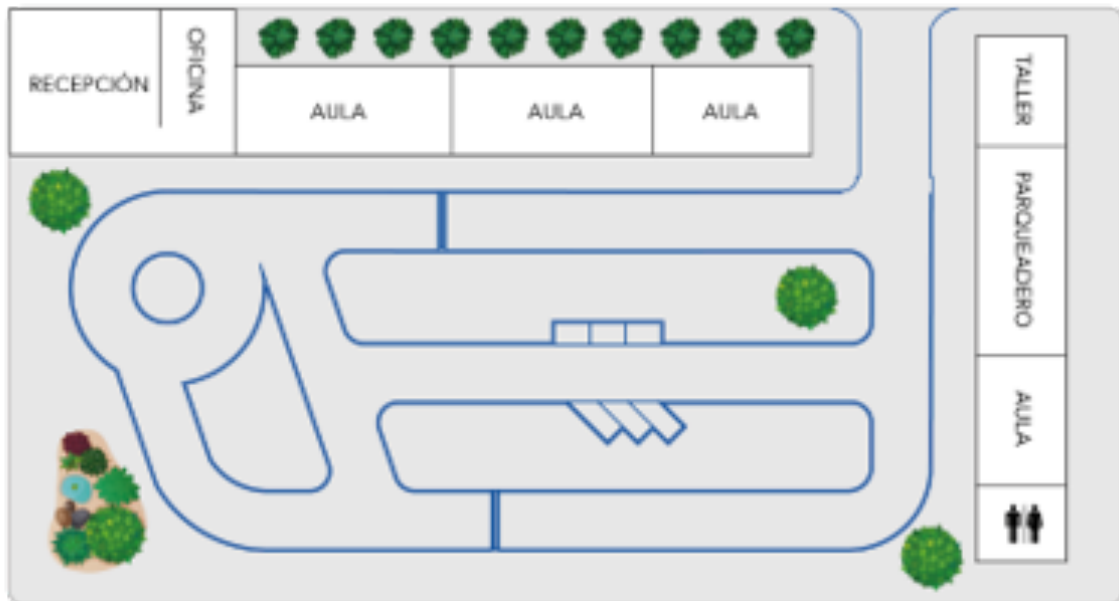 RECEPCIÓN
OFICINA
AULA
AULA
AULA
TALLER
PARQUEADERO
AULA